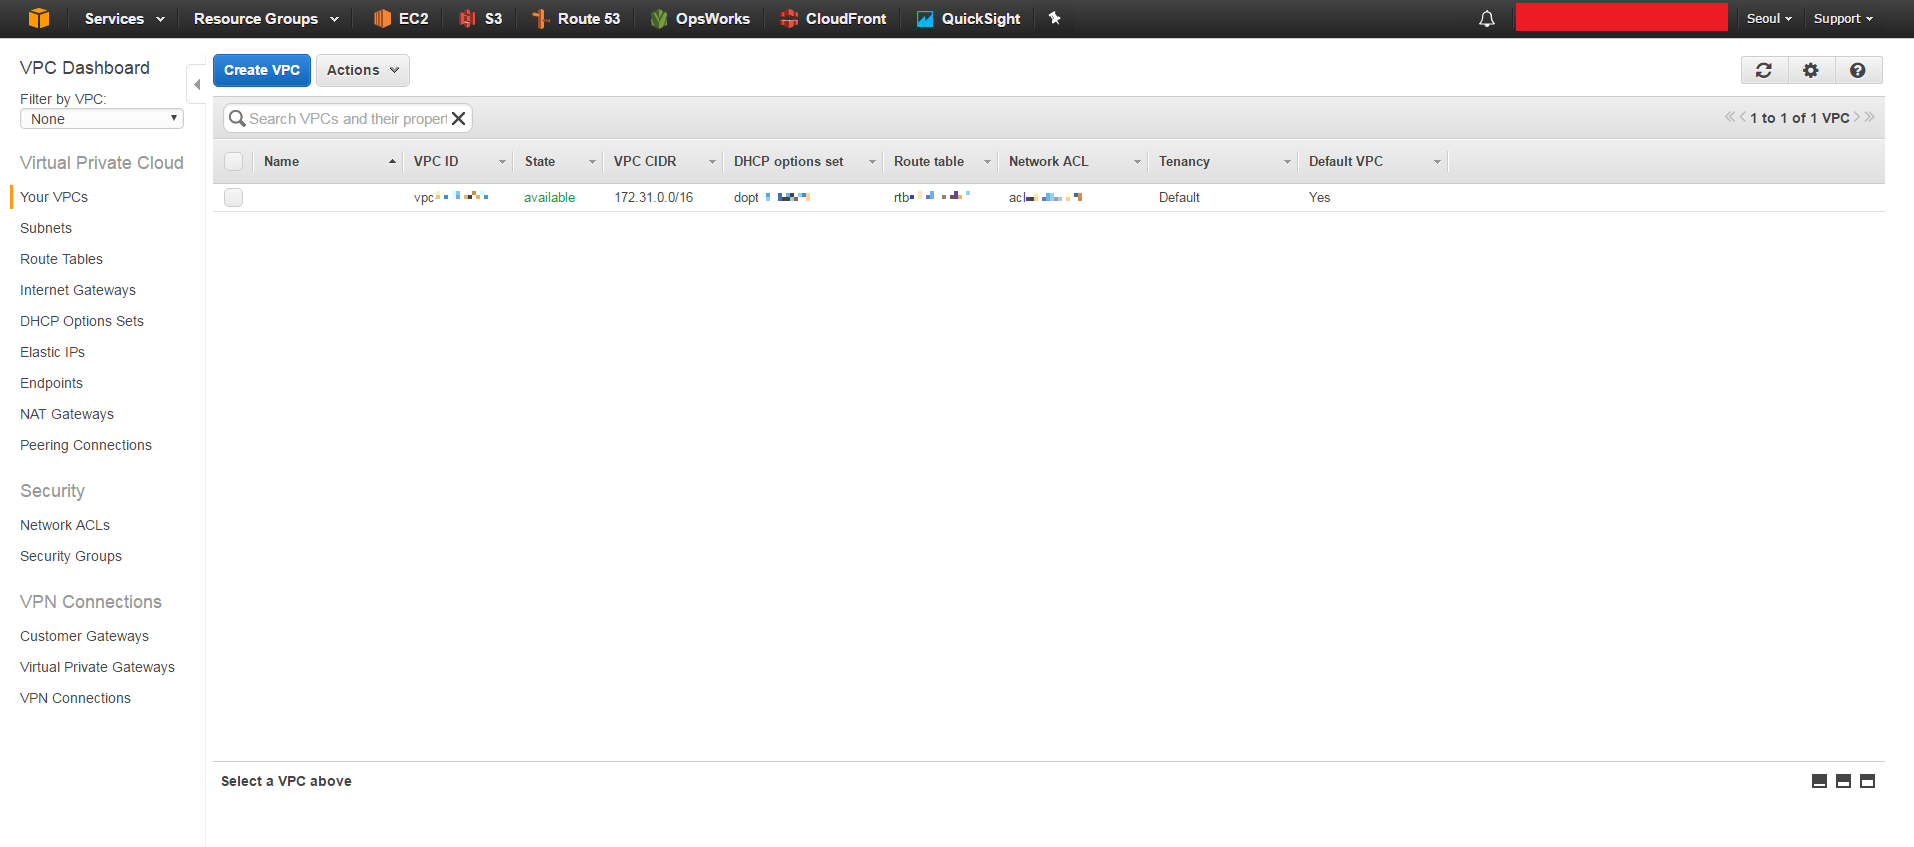 Services Resource Groups EC2 S3 Route 53 OpsWorks CloudFront QuickSight Seoul Support
VPC Dashboard
Filter by VPC:
None
Virtual Private Cloud
Your VPCs
Subnets
Route Tables
Internet Gateways
DHCP Options Sets
Elastic IPs
Endpoints
NAT Gateways
Peering Connections
Security
Network ACLs
Security Groups
VPN Connections
Customer Gateways
Virtual Private Gateways
VPN Connections
Create VPC Actions
Search VPCs and their propert
1 to 1 of 1 VPC
Name VPC ID State VPC CIDR DHCP options set Route table Network ACL Tenancy Default VPC
vpc available 172.31.0.0/16 dopt rtb acl Default Yes
Select a VPC above